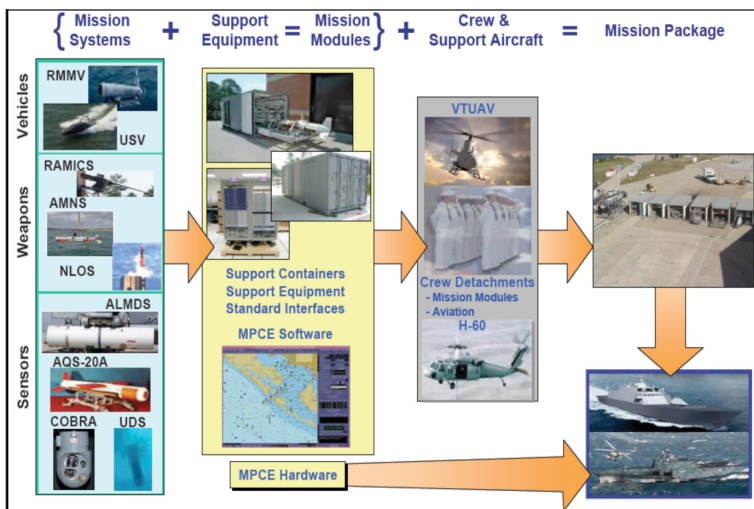 { Mission Systems + Support Equipment = Mission Modules } + Crew & Support Aircraft = Mission Package
Vehicles
RMMV
USV
Weapons
RAMICS
AMNS
NLOS
Sensors
ALMDS
AQS-20A
COBRA
UDS
Support Containers
Support Equipment
Standard Interfaces
MPCE Software
MPCE Hardware
VTUAV
Crew Detachments
- Mission Modules
- Aviation
H-60